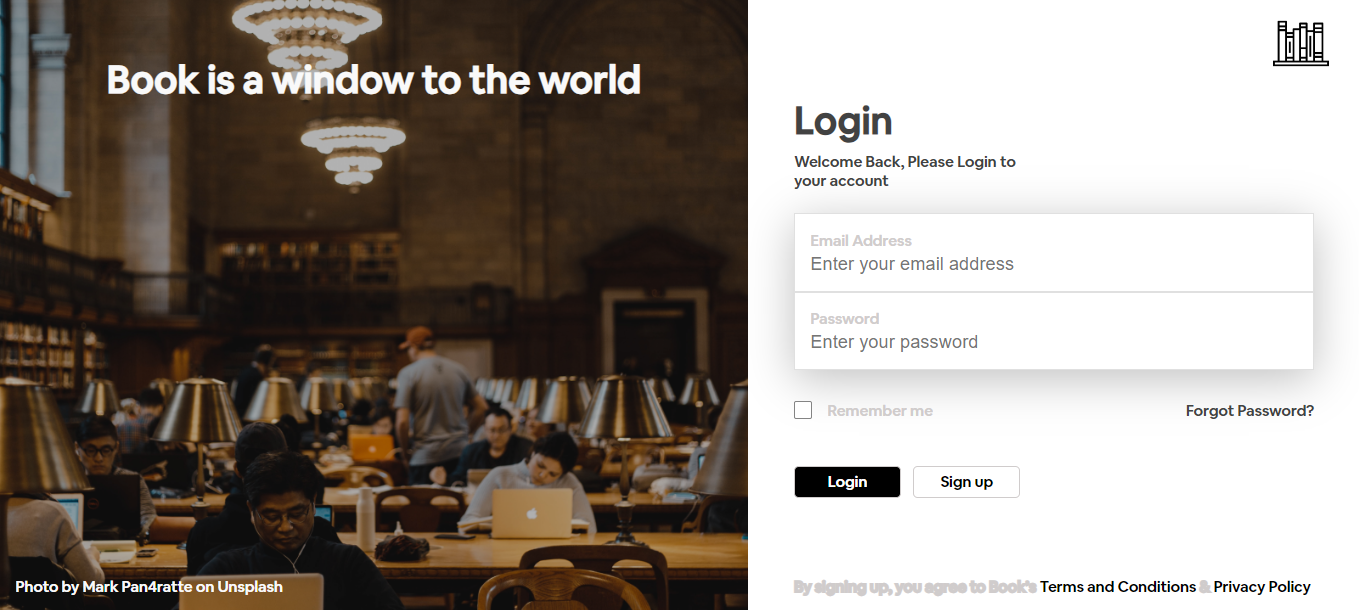 Book is a window to the world
Photo by Mark Pan4ratte on Unsplash
Login
Welcome Back, Please Login to
your account
Email Address
Enter your email address
Password
Enter your password
Remember me
Forgot Password?
Login
Sign up
By signing up, you agree to Book's Terms and Conditions & Privacy Policy